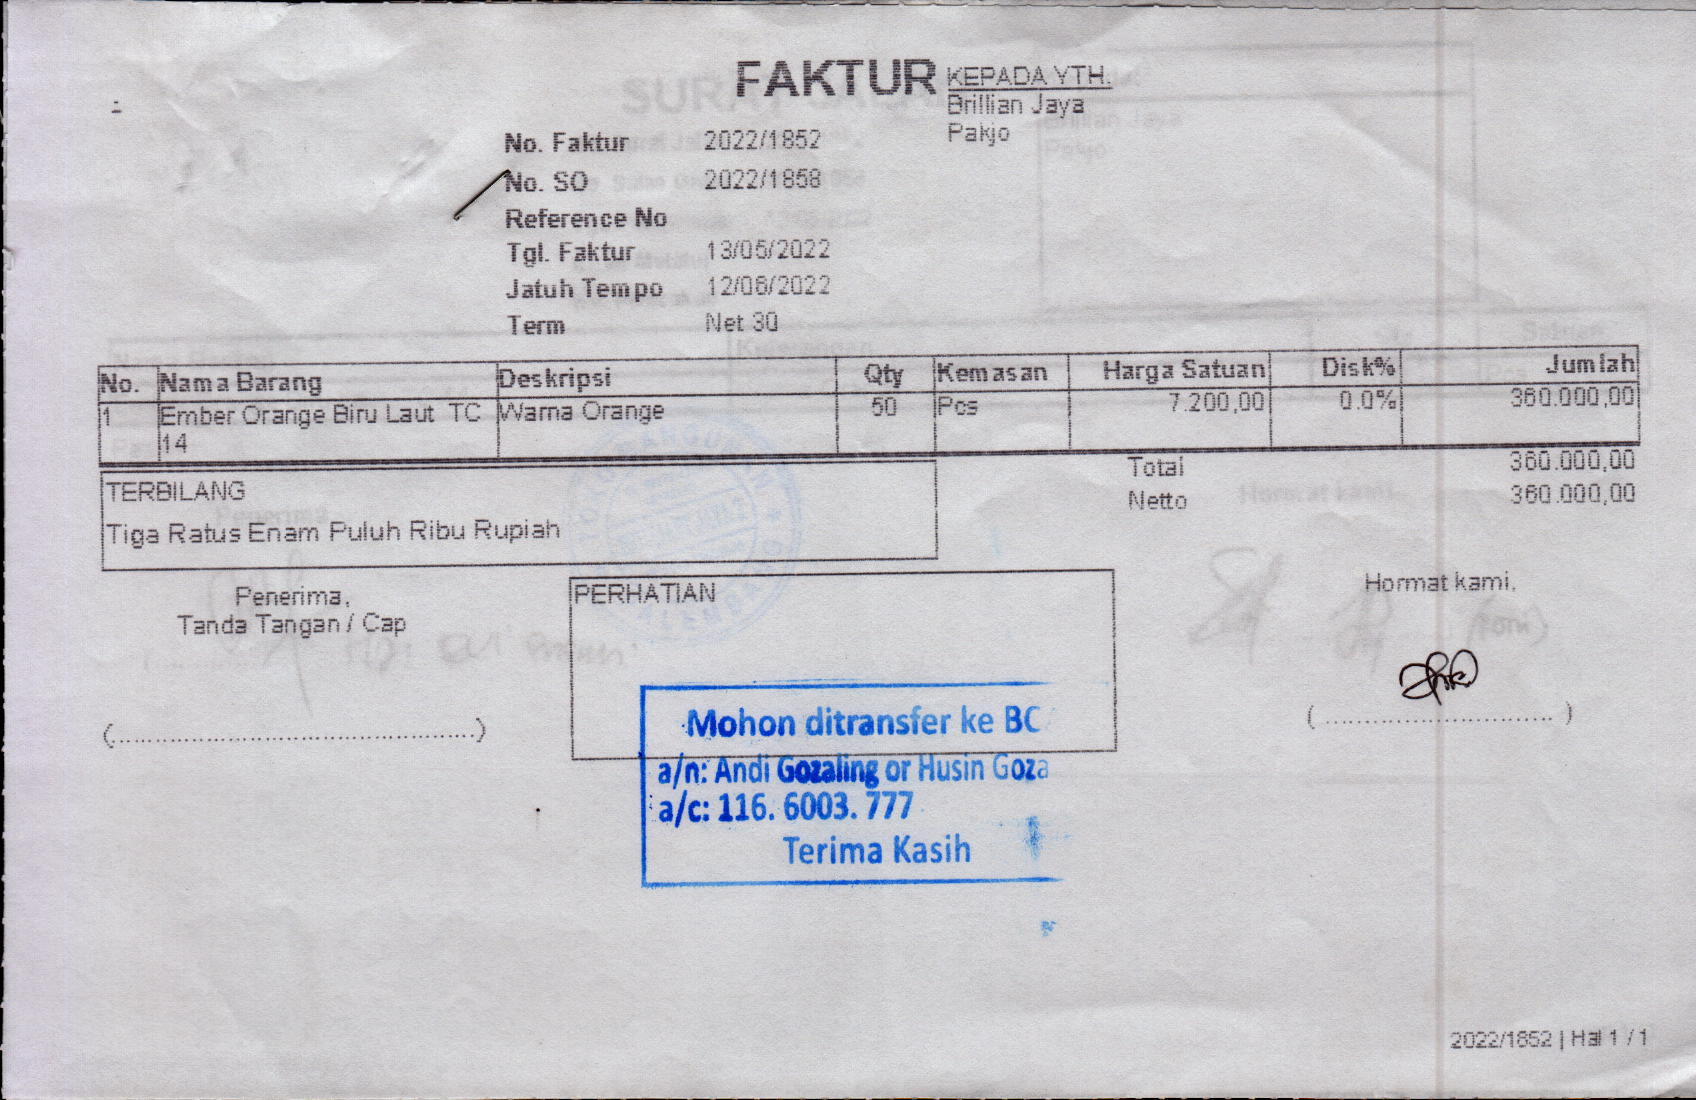 FAKTUR
KEPADA YTH.
Brillian Jaya
Pakjo
No. Faktur 2022/1852
No. SO 2022/1858
Reference No
Tgl. Faktur 13/05/2022
Jatuh Tempo 12/06/2022
Term Net 30
No. Nama Barang Deskripsi Qty Kemasan Harga Satuan Disk% Jumlah
1 Ember Orange Biru Laut TC Warna Orange 50 Pcs 7.200,00 0.0% 360.000,00
14
Total 360.000,00
Netto 360.000,00
TERBILANG
Tiga Ratus Enam Puluh Ribu Rupiah
Penerima,
Tanda Tangan / Cap
(................................................)
PERHATIAN
Hormat kami,
(..............................)
Mohon ditransfer ke BC
a/n: Andi Gozaling or Husin Goza
a/c: 116. 6003. 777
Terima Kasih
2022/1852 | Hal 1 / 1